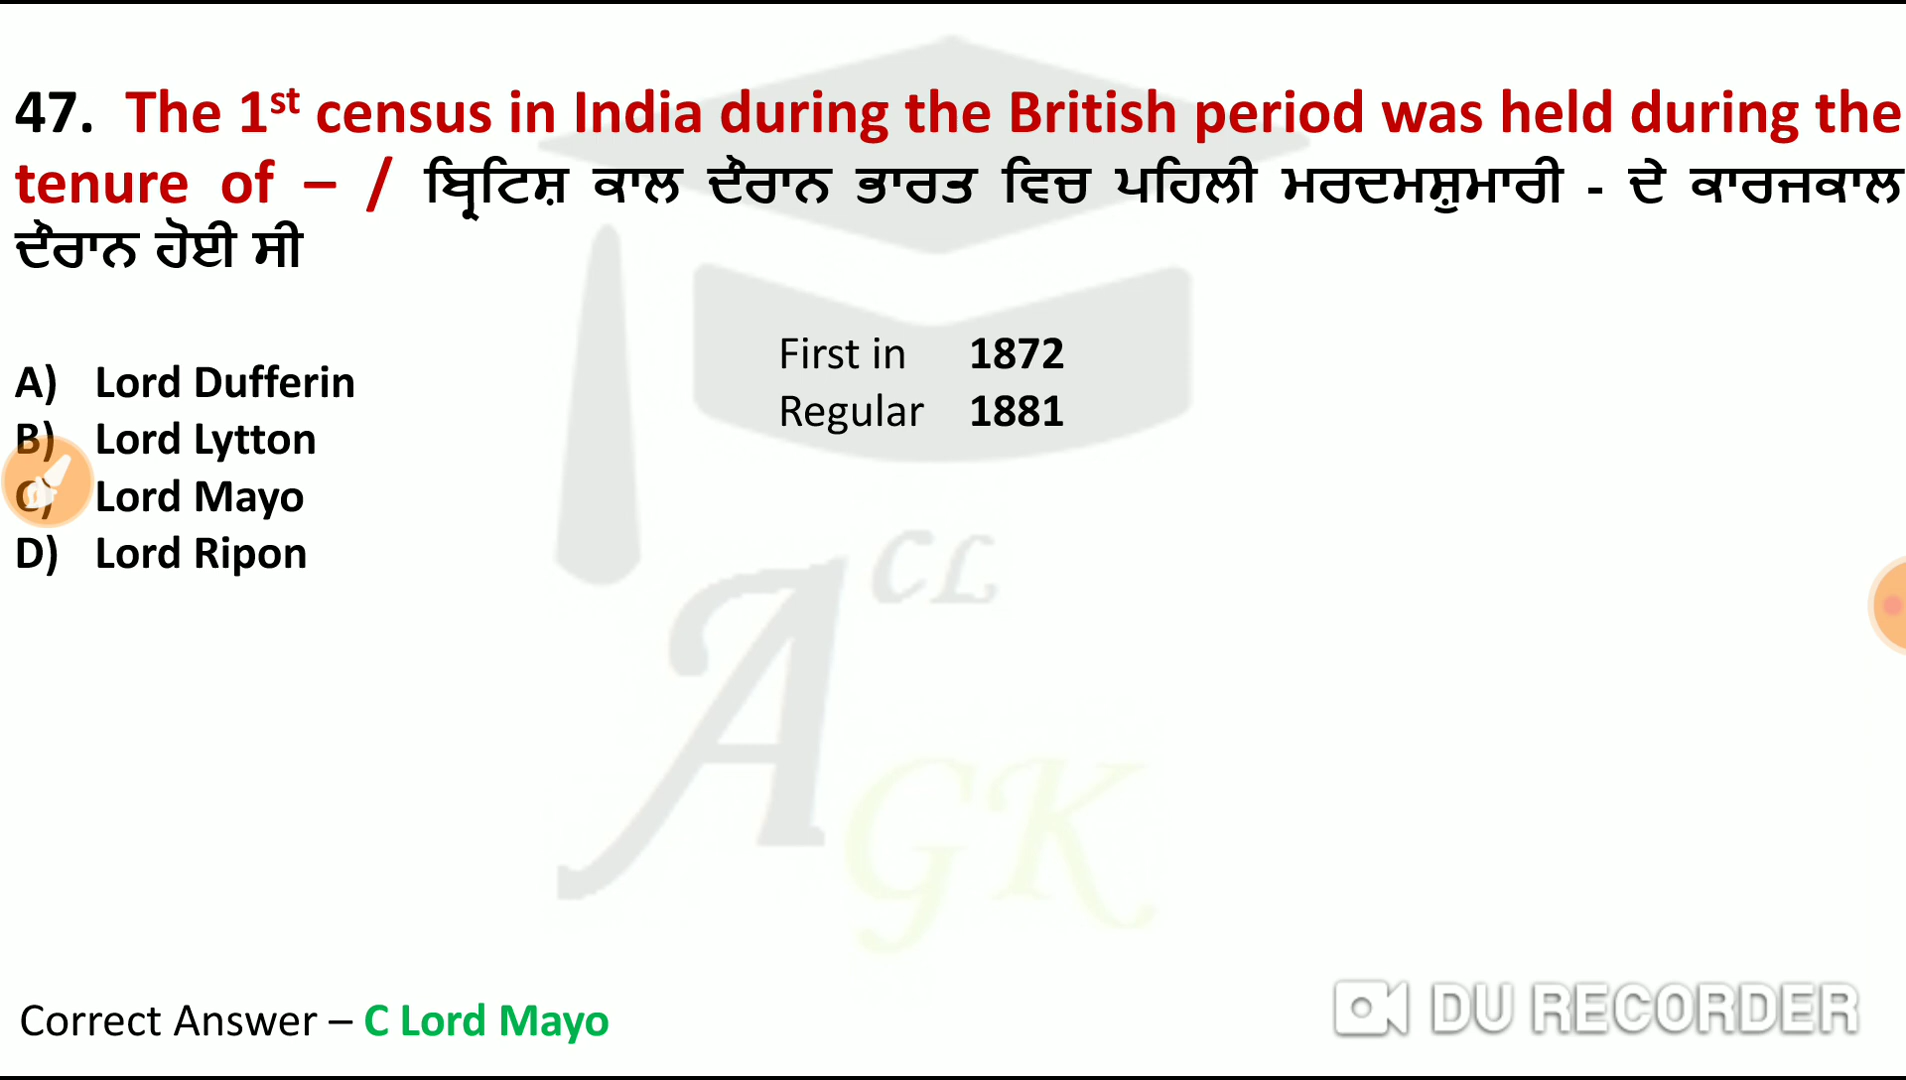 47. The 1st census in India during the British period was held during the
tenure of – / ਬ੍ਰਿਟਿਸ਼ ਕਾਲ ਦੌਰਾਨ ਭਾਰਤ ਵਿਚ ਪਹਿਲੀ ਮਰਦਮਸ਼ੁਮਾਰੀ - ਦੇ ਕਾਰਜਕਾਲ
ਦੌਰਾਨ ਹੋਈ ਸੀ
First in 1872
Regular 1881
A) Lord Dufferin
B) Lord Lytton
C) Lord Mayo
D) Lord Ripon
A CL
GK
Correct Answer – C Lord Mayo
DU RECORDER